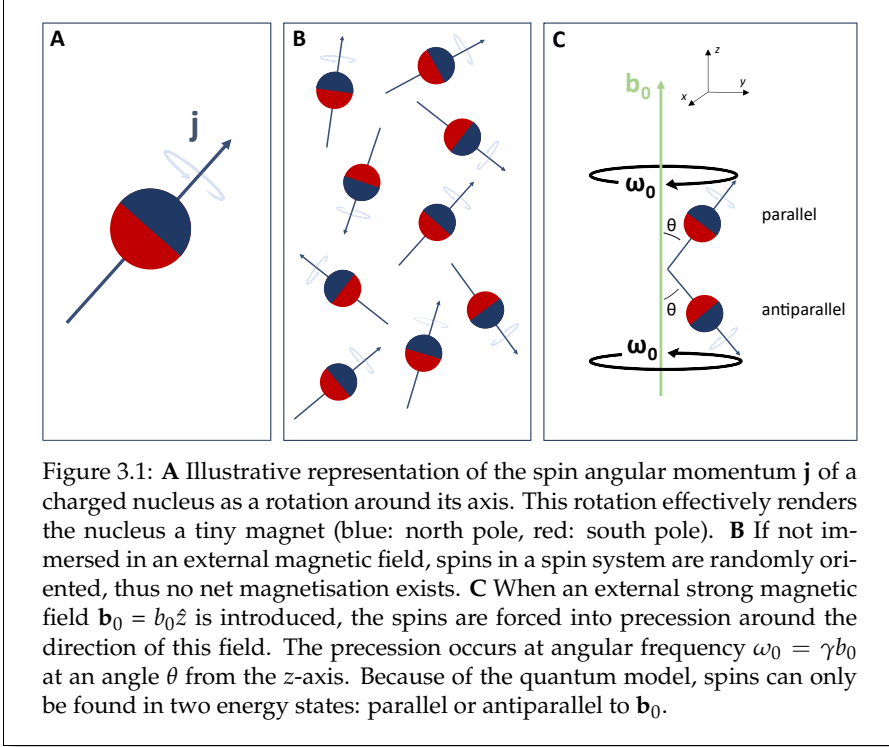 A
B
C
j
z
y
x
b₀
ω₀
θ
parallel
θ
antiparallel
ω₀
Figure 3.1: A Illustrative representation of the spin angular momentum j of a
charged nucleus as a rotation around its axis. This rotation effectively renders
the nucleus a tiny magnet (blue: north pole, red: south pole). B If not im-
mersed in an external magnetic field, spins in a spin system are randomly ori-
ented, thus no net magnetisation exists. C When an external strong magnetic
field b₀ = b₀ẑ is introduced, the spins are forced into precession around the
direction of this field. The precession occurs at angular frequency ω₀ = γb₀
at an angle θ from the z-axis. Because of the quantum model, spins can only
be found in two energy states: parallel or antiparallel to b₀.